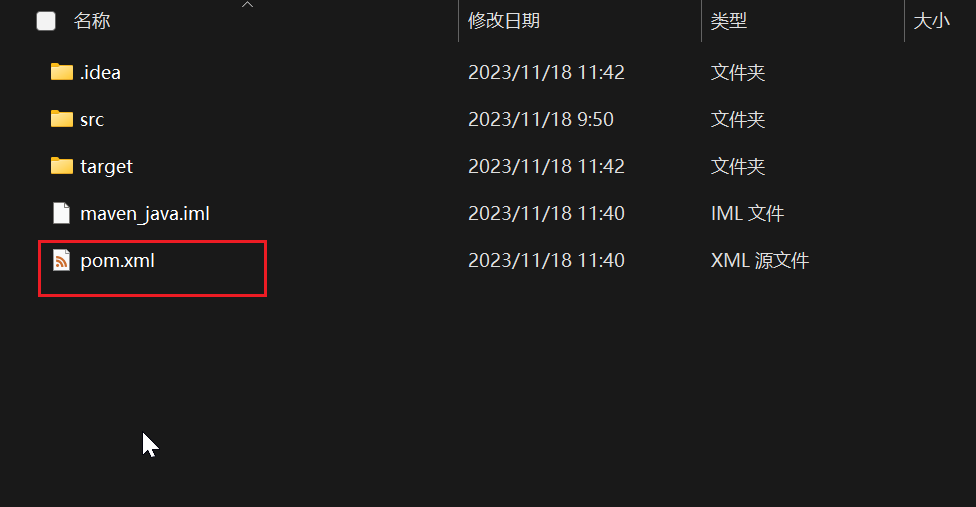 名称 修改日期 类型 大小
.idea 2023/11/18 11:42 文件夹
src 2023/11/18 9:50 文件夹
target 2023/11/18 11:42 文件夹
maven_java.iml 2023/11/18 11:40 IML 文件
pom.xml 2023/11/18 11:40 XML 源文件